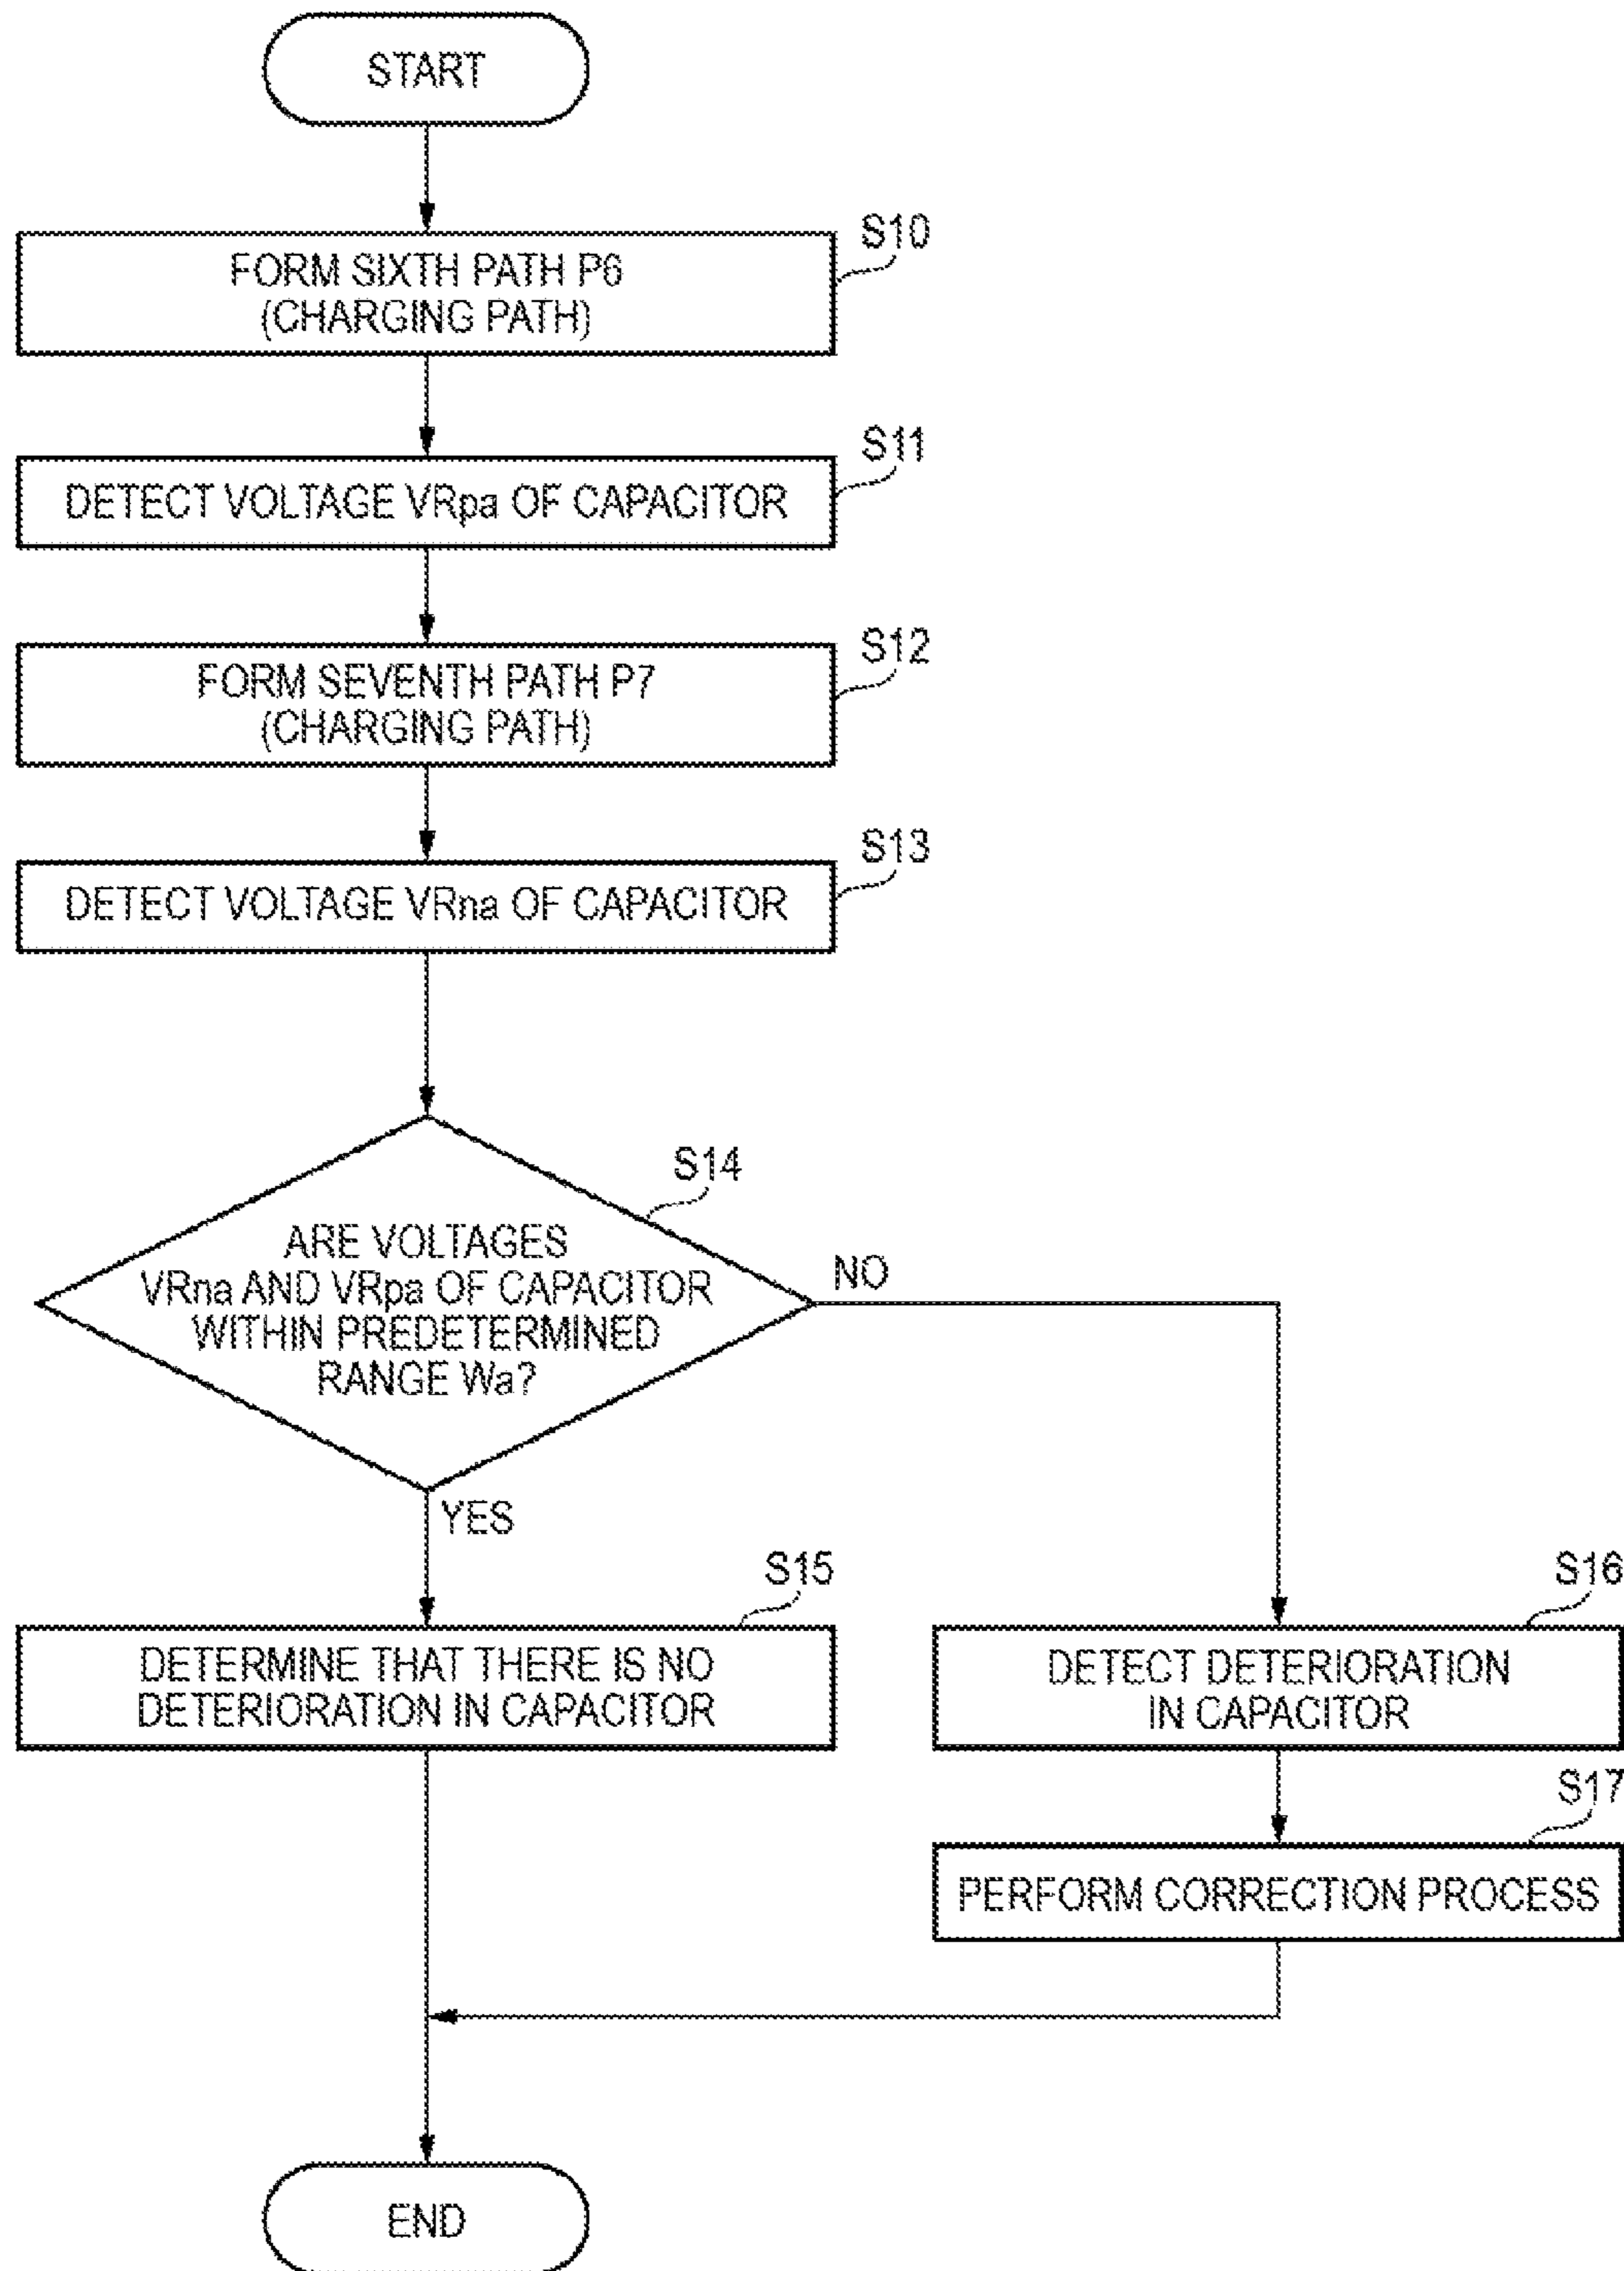 START
S10
FORM SIXTH PATH P6
(CHARGING PATH)
S11
DETECT VOLTAGE VRpa OF CAPACITOR
S12
FORM SEVENTH PATH P7
(CHARGING PATH)
S13
DETECT VOLTAGE VRna OF CAPACITOR
S14
ARE VOLTAGES
VRna AND VRpa OF CAPACITOR
WITHIN PREDETERMINED
RANGE Wa?
NO
YES
S15
DETERMINE THAT THERE IS NO
DETERIORATION IN CAPACITOR
S16
DETECT DETERIORATION
IN CAPACITOR
S17
PERFORM CORRECTION PROCESS
END